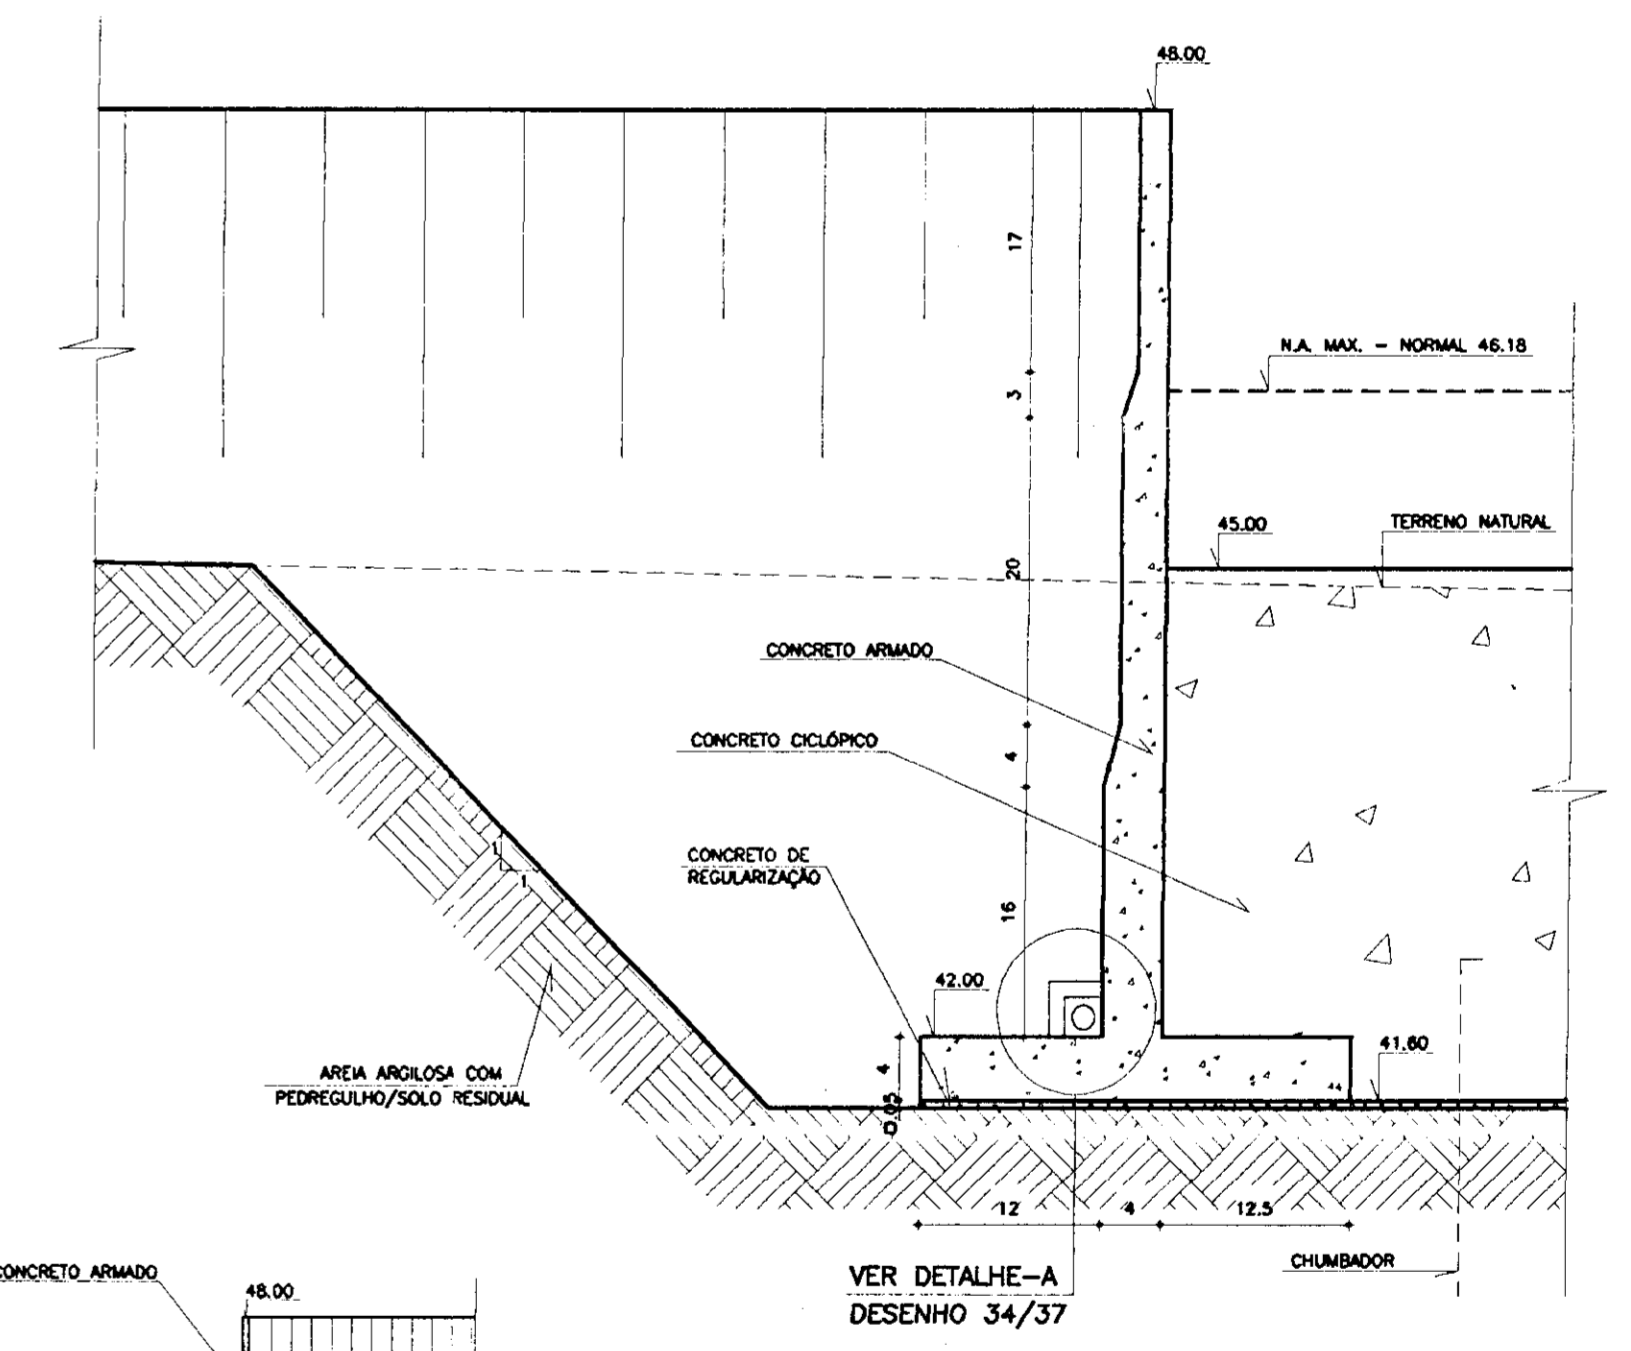 48.00
17
N.A. MAX. - NORMAL 46.18
3
45.00
TERRENO NATURAL
20
CONCRETO ARMADO
CONCRETO CICLÓPICO
4
CONCRETO DE
REGULARIZAÇÃO
1
1
16
42.00
41.60
4
AREIA ARGILOSA COM
PEDREGULHO/SOLO RESIDUAL
0.05
12
4
12.5
CHUMBADOR
VER DETALHE-A
DESENHO 34/37
CONCRETO ARMADO
48.00